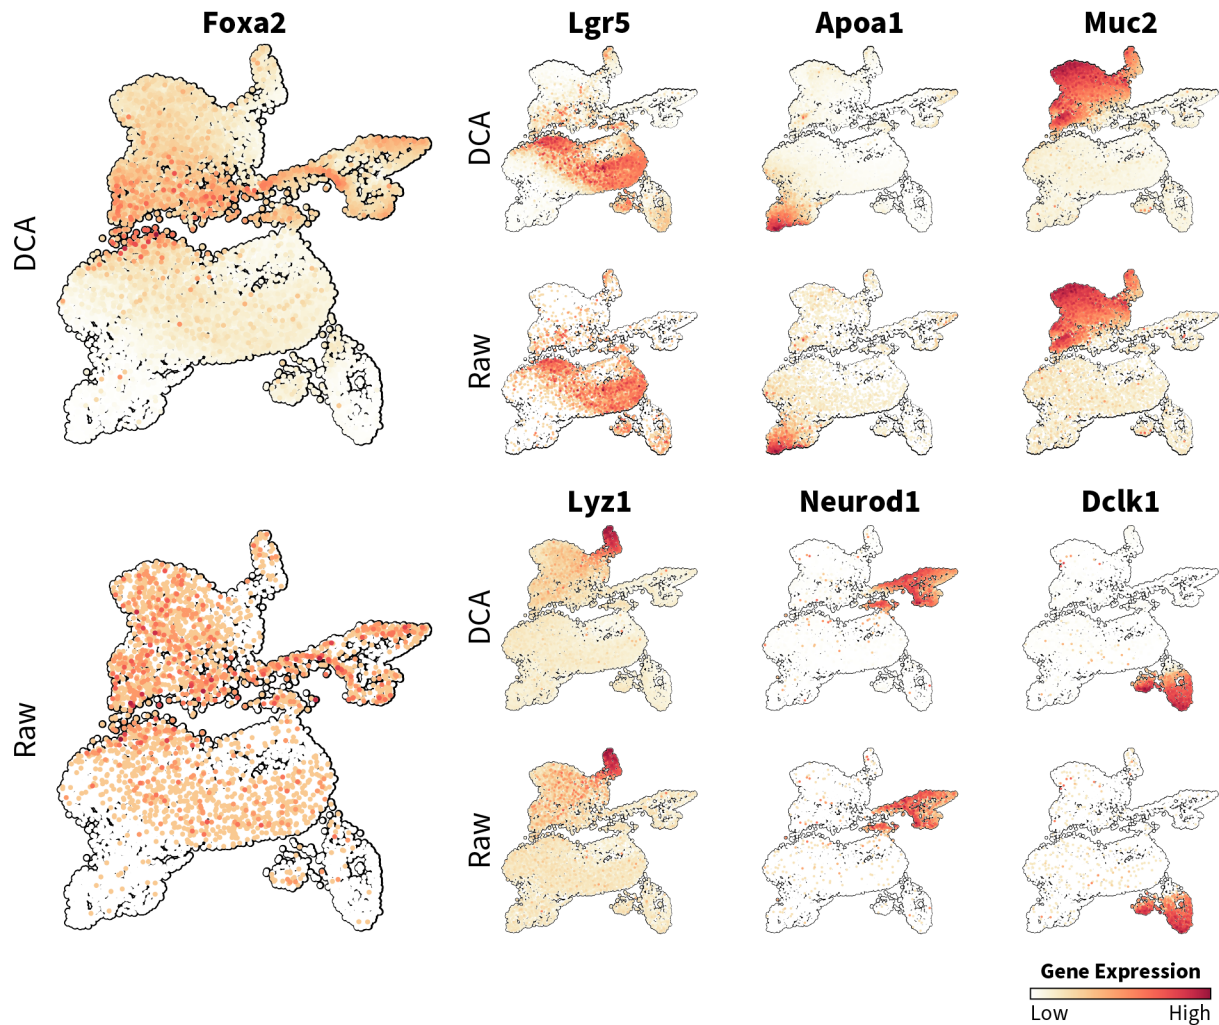 Foxa2
Lgr5
Apoa1
Muc2
DCA
DCA
Raw
Lyz1
Neurod1
Dclk1
DCA
Raw
Raw
Gene Expression
Low
High